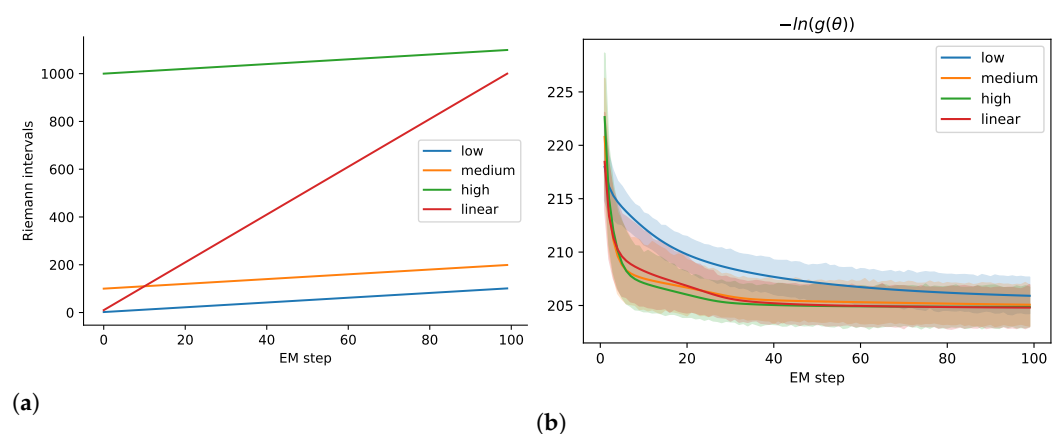 Riemann intervals
1000
800
600
400
200
0
low
medium
high
linear
0 20 40 60 80 100
EM step
(a)
−ln(g(θ))
225
220
215
210
205
low
medium
high
linear
0 20 40 60 80 100
EM step
(b)